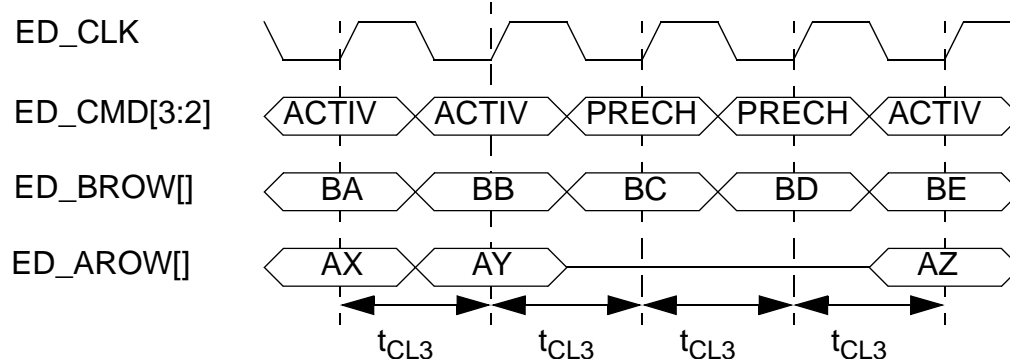 ED_CLK
ED_CMD[3:2] ACTIV ACTIV PRECH PRECH ACTIV
ED_BROW[] BA BB BC BD BE
ED_AROW[] AX AY AZ
tCL3 tCL3 tCL3 tCL3